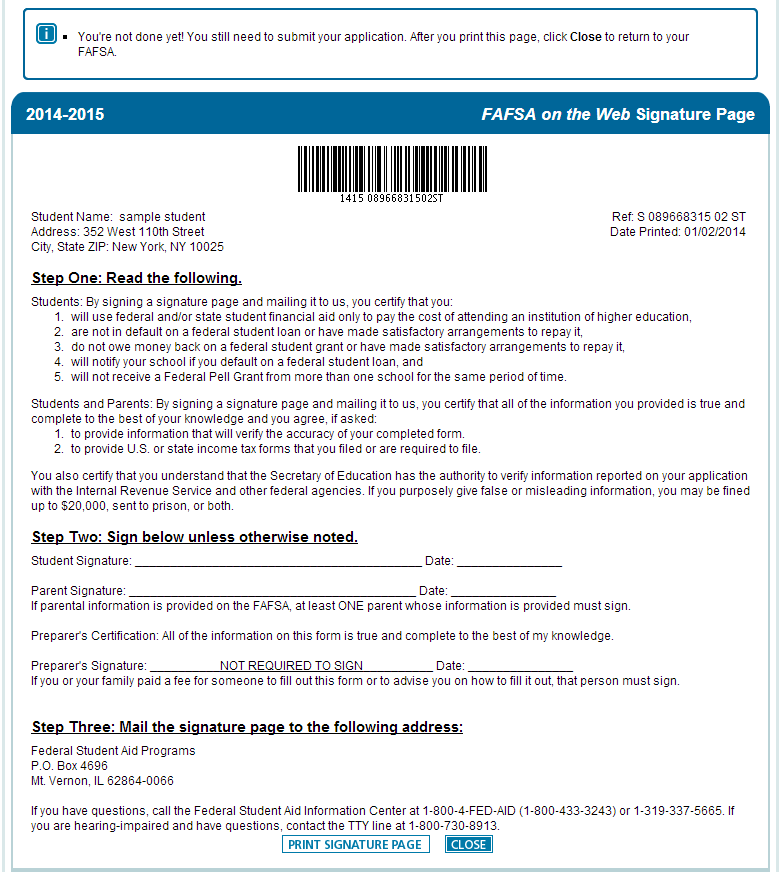 You're not done yet! You still need to submit your application. After you print this page, click Close to return to your
FAFSA.
2014-2015 FAFSA on the Web Signature Page
1415 08966831502ST
Student Name: sample student Ref: S 089668315 02 ST
Address: 352 West 110th Street Date Printed: 01/02/2014
City, State ZIP: New York, NY 10025
Step One: Read the following.
Students: By signing a signature page and mailing it to us, you certify that you:
1. will use federal and/or state student financial aid only to pay the cost of attending an institution of higher education,
2. are not in default on a federal student loan or have made satisfactory arrangements to repay it,
3. do not owe money back on a federal student grant or have made satisfactory arrangements to repay it,
4. will notify your school if you default on a federal student loan, and
5. will not receive a Federal Pell Grant from more than one school for the same period of time.
Students and Parents: By signing a signature page and mailing it to us, you certify that all of the information you provided is true and
complete to the best of your knowledge and you agree, if asked:
1. to provide information that will verify the accuracy of your completed form.
2. to provide U.S. or state income tax forms that you filed or are required to file.
You also certify that you understand that the Secretary of Education has the authority to verify information reported on your application
with the Internal Revenue Service and other federal agencies. If you purposely give false or misleading information, you may be fined
up to $20,000, sent to prison, or both.
Step Two: Sign below unless otherwise noted.
Student Signature: ____ Date: ____
Parent Signature: ____ Date: ____
If parental information is provided on the FAFSA, at least ONE parent whose information is provided must sign.
Preparer's Certification: All of the information on this form is true and complete to the best of my knowledge.
Preparer's Signature: ____NOT REQUIRED TO SIGN____ Date: ____
If you or your family paid a fee for someone to fill out this form or to advise you on how to fill it out, that person must sign.
Step Three: Mail the signature page to the following address:
Federal Student Aid Programs
P.O. Box 4696
Mt. Vernon, IL 62864-0066
If you have questions, call the Federal Student Aid Information Center at 1-800-4-FED-AID (1-800-433-3243) or 1-319-337-5665. If
you are hearing-impaired and have questions, contact the TTY line at 1-800-730-8913.
PRINT SIGNATURE PAGE CLOSE